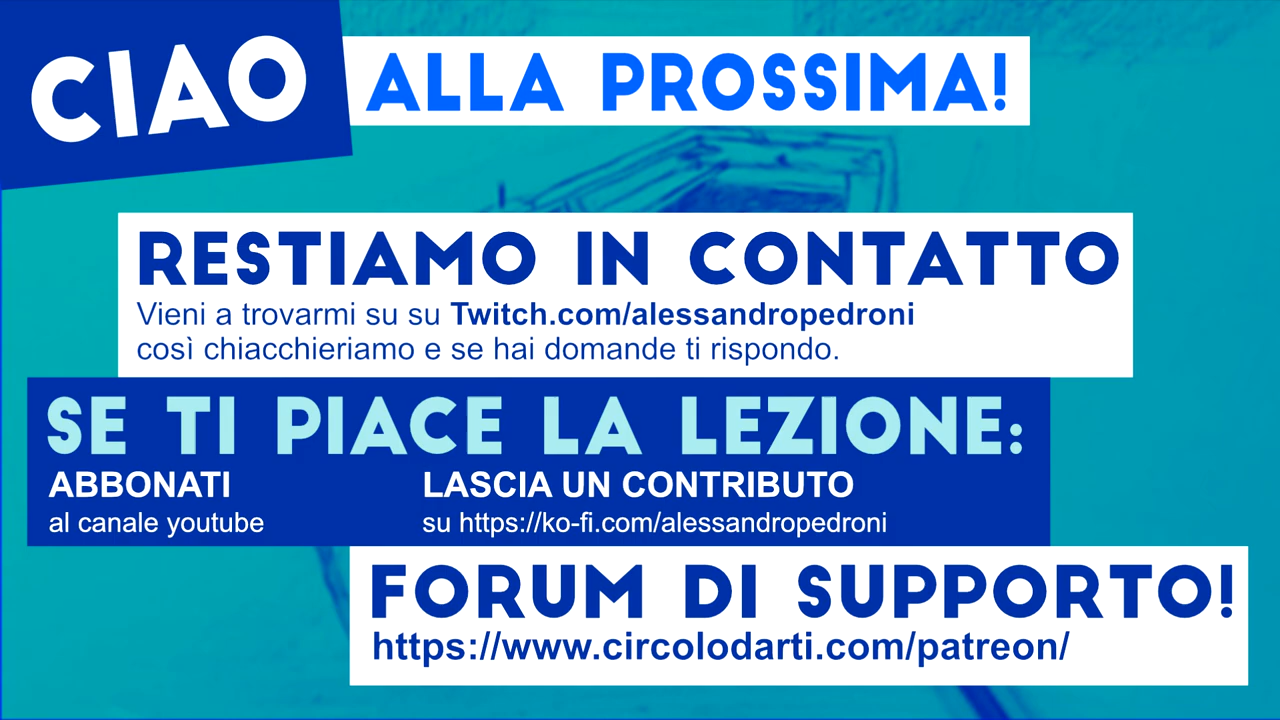 CIAO
ALLA PROSSIMA!
RESTIAMO IN CONTATTO
Vieni a trovarmi su su Twitch.com/alessandropedroni
così chiacchieriamo e se hai domande ti rispondo.
SE TI PIACE LA LEZIONE:
ABBONATI
al canale youtube
LASCIA UN CONTRIBUTO
su https://ko-fi.com/alessandropedroni
FORUM DI SUPPORTO!
https://www.circolodarti.com/patreon/